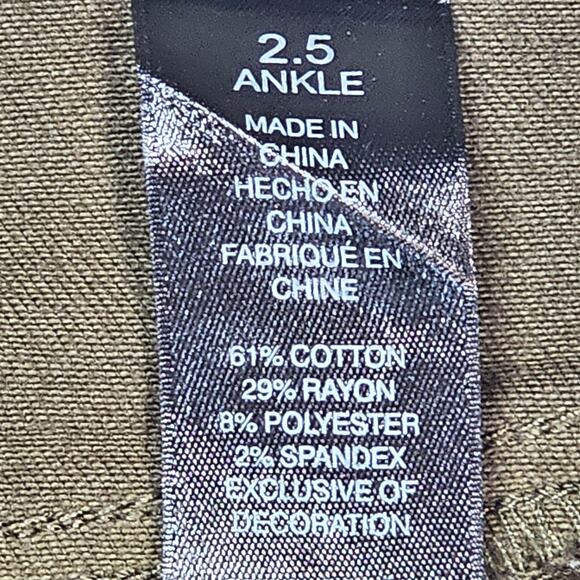 2.5
ANKLE
MADE IN
CHINA
HECHO EN
CHINA
FABRIQUÉ EN
CHINE
61% COTTON
29% RAYON
8% POLYESTER
2% SPANDEX
EXCLUSIVE OF
DECORATION